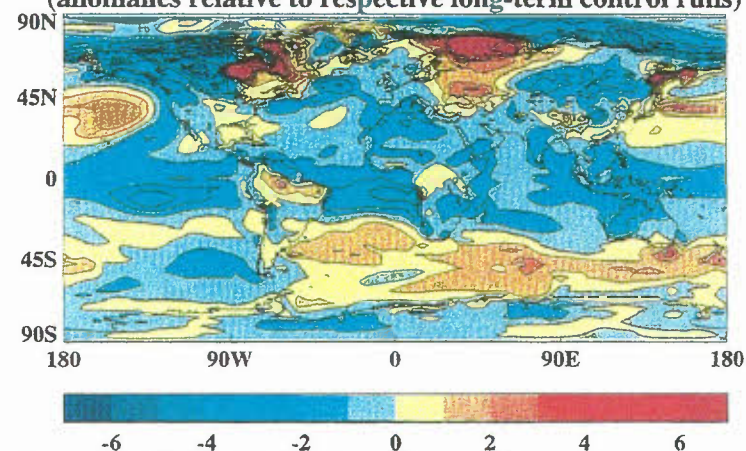 (anomalies relative to respective long-term control runs)
90N
45N
0
45S
90S
180 90W 0 90E 180
-6 -4 -2 0 2 4 6